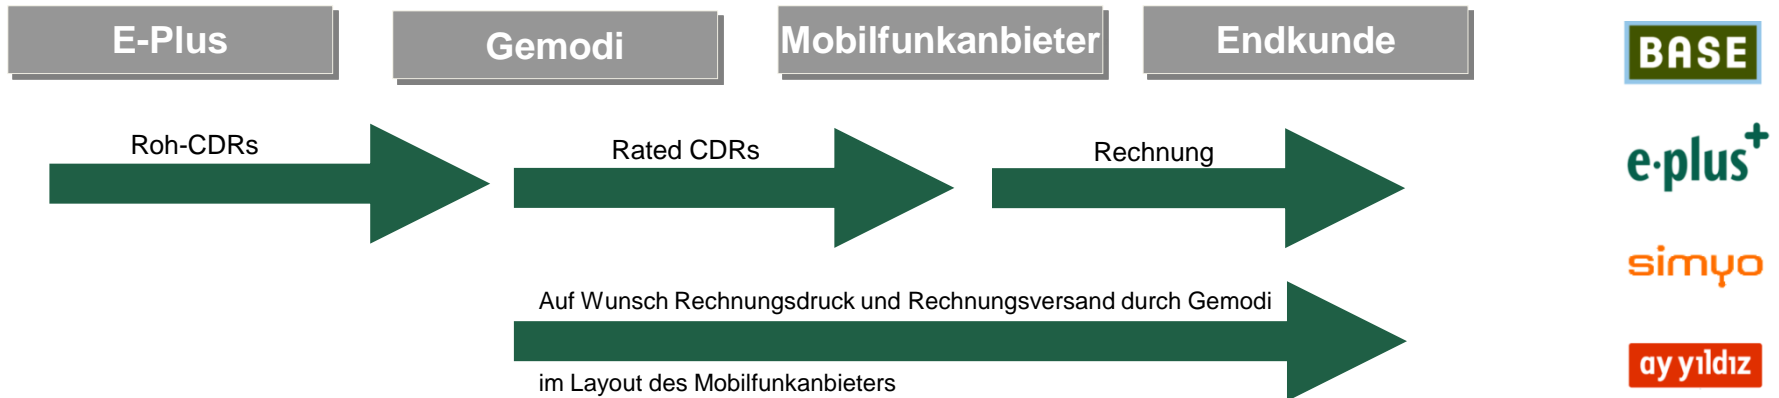 E-Plus
Gemodi
Mobilfunkanbieter
Endkunde
Roh-CDRs
Rated CDRs
Rechnung
Auf Wunsch Rechnungsdruck und Rechnungsversand durch Gemodi
im Layout des Mobilfunkanbieters
BASE
e·plus+
simyo
ay yıldız